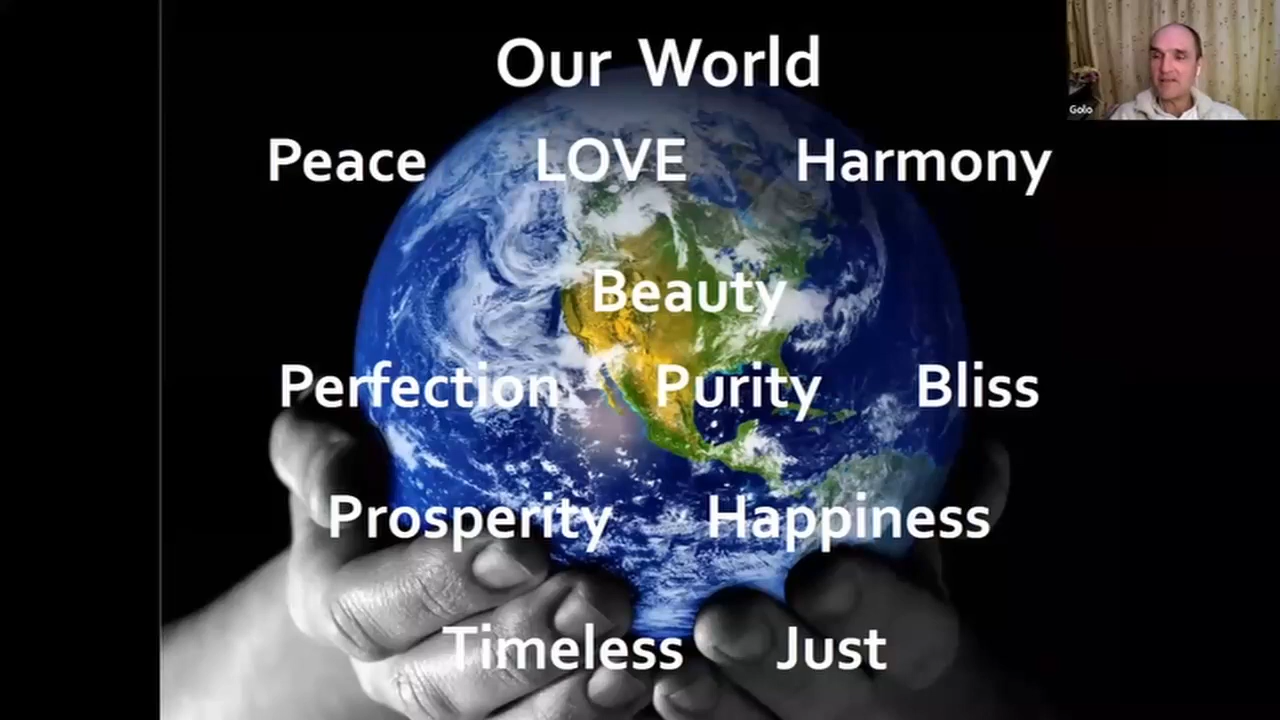 Our World
Peace LOVE Harmony
Beauty
Perfection Purity Bliss
Prosperity Happiness
Timeless Just
Golo